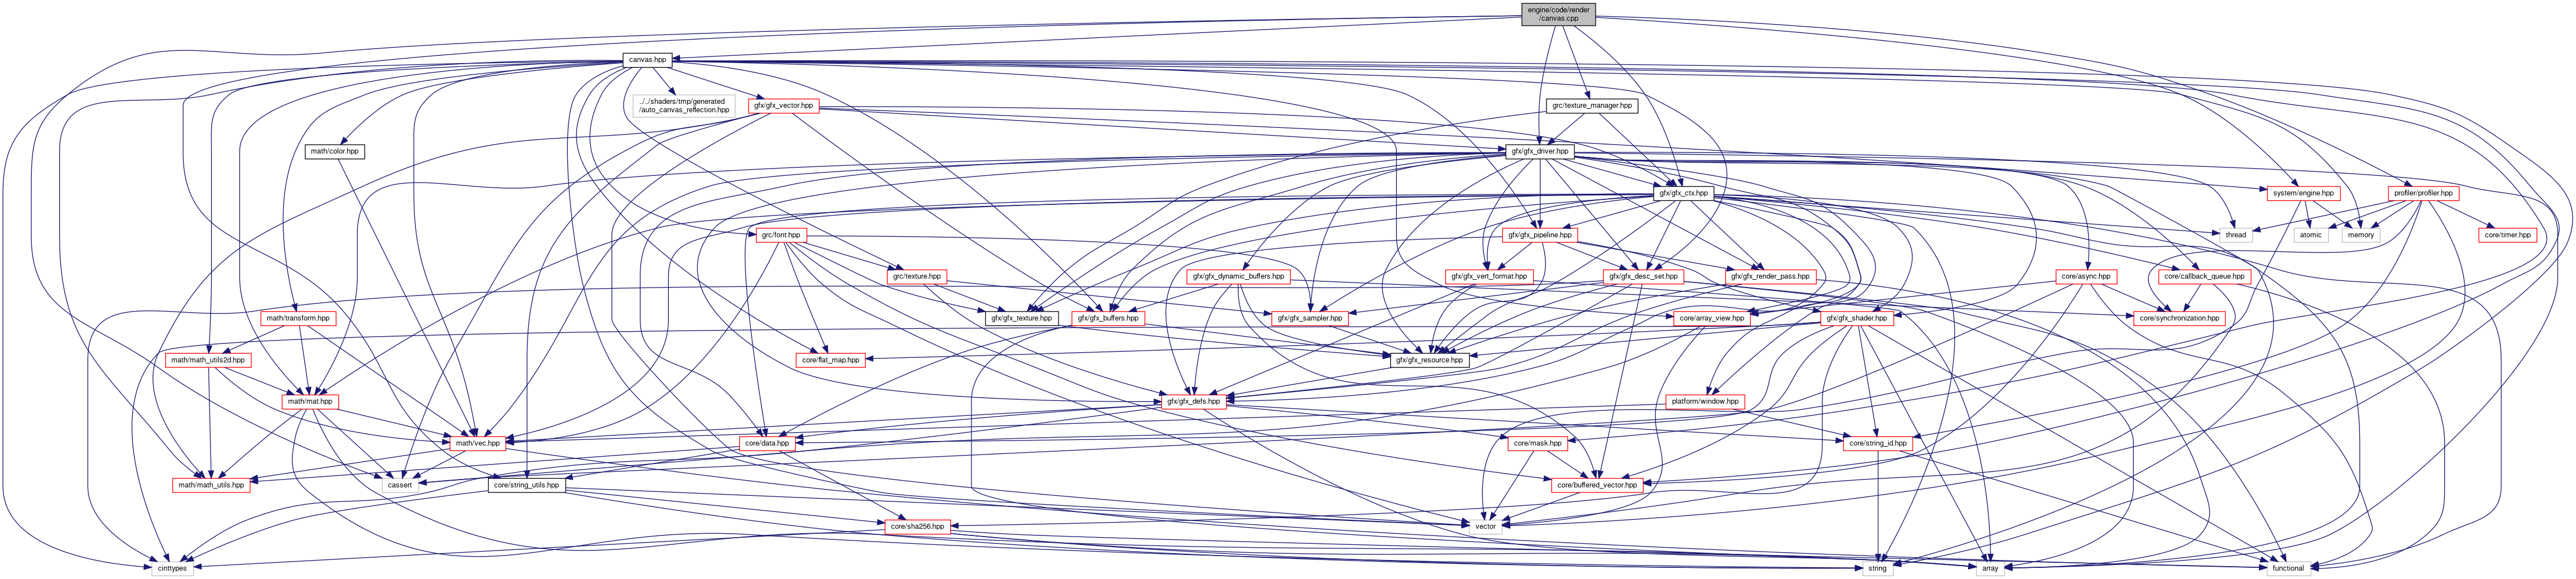 engine/code/render
/canvas.cpp
canvas.hpp
../../shaders/tmp/generated
/auto_canvas_reflection.hpp
gfx/gfx_vector.hpp
grc/texture_manager.hpp
math/color.hpp
gfx/gfx_driver.hpp
gfx/gfx_ctx.hpp
system/engine.hpp
profiler/profiler.hpp
grc/font.hpp
gfx/gfx_pipeline.hpp
thread
atomic
memory
core/timer.hpp
grc/texture.hpp
gfx/gfx_dynamic_buffers.hpp
gfx/gfx_vert_format.hpp
gfx/gfx_desc_set.hpp
gfx/gfx_render_pass.hpp
core/async.hpp
core/callback_queue.hpp
math/transform.hpp
gfx/gfx_texture.hpp
gfx/gfx_buffers.hpp
gfx/gfx_sampler.hpp
core/array_view.hpp
gfx/gfx_shader.hpp
core/synchronization.hpp
math/math_utils2d.hpp
core/flat_map.hpp
gfx/gfx_resource.hpp
math/mat.hpp
gfx/gfx_defs.hpp
platform/window.hpp
math/vec.hpp
core/data.hpp
core/mask.hpp
core/string_id.hpp
math/math_utils.hpp
cassert
core/string_utils.hpp
core/buffered_vector.hpp
core/sha256.hpp
vector
cinttypes
string
array
functional